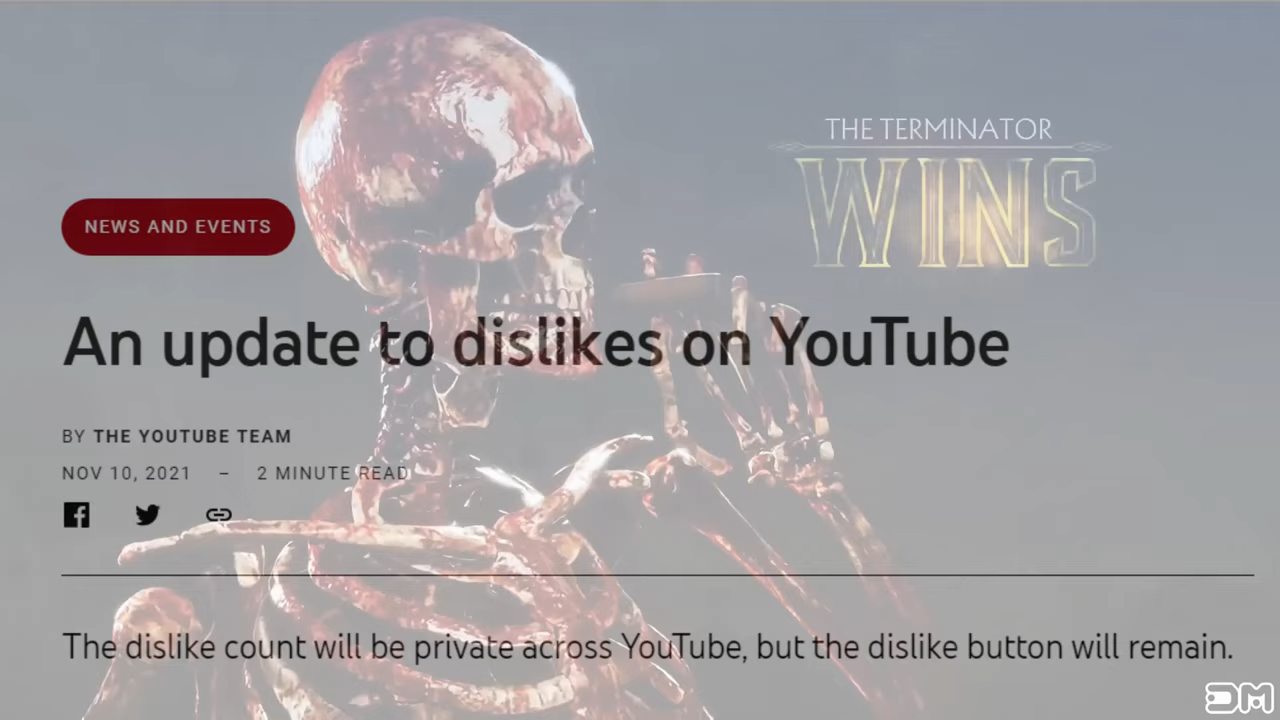 THE TERMINATOR
WINS
NEWS AND EVENTS
An update to dislikes on YouTube
BY THE YOUTUBE TEAM
NOV 10, 2021 – 2 MINUTE READ
The dislike count will be private across YouTube, but the dislike button will remain.
DM